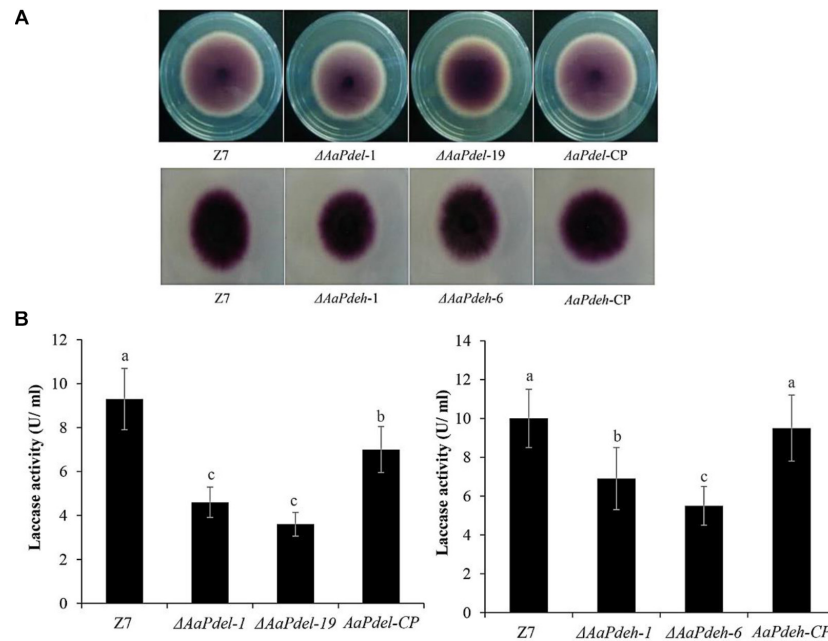 A
Z7 ΔAaPdel-1 ΔAaPdel-19 AaPdel-CP
Z7 ΔAaPdeh-1 ΔAaPdeh-6 AaPdeh-CP
B
Laccase activity (U/ ml)
12
10
8
6
4
2
0
a
c
c
b
Z7 ΔAaPdel-1 ΔAaPdel-19 AaPdel-CP
Laccase activity (U/ ml)
14
12
10
8
6
4
2
0
a
b
c
a
Z7 ΔAaPdeh-1 ΔAaPdeh-6 AaPdeh-CP